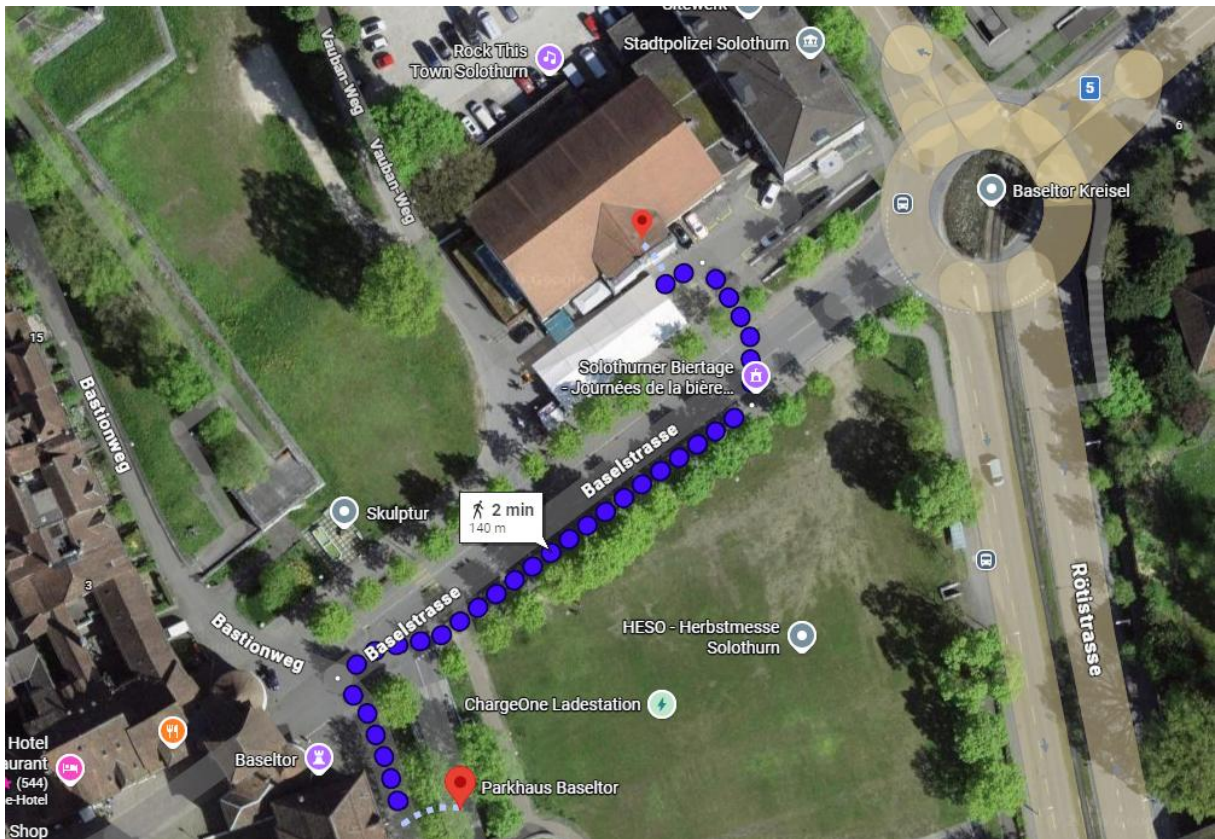 Sitewerk
Stadtpolizei Solothurn
Rock This
Town Solothurn
Vauban-Weg
Vauban-Weg
5
6
Baseltor Kreisel
15
Bastionweg
Solothurner Biertage
- Journées de la bière...
Baselstrasse
2 min
140 m
Skulptur
3
Baselstrasse
Bastionweg
HESO - Herbstmesse
Solothurn
Rötistrasse
ChargeOne Ladestation
Hotel
aurant
(544)
e-Hotel
Baseltor
Parkhaus Baseltor
Shop